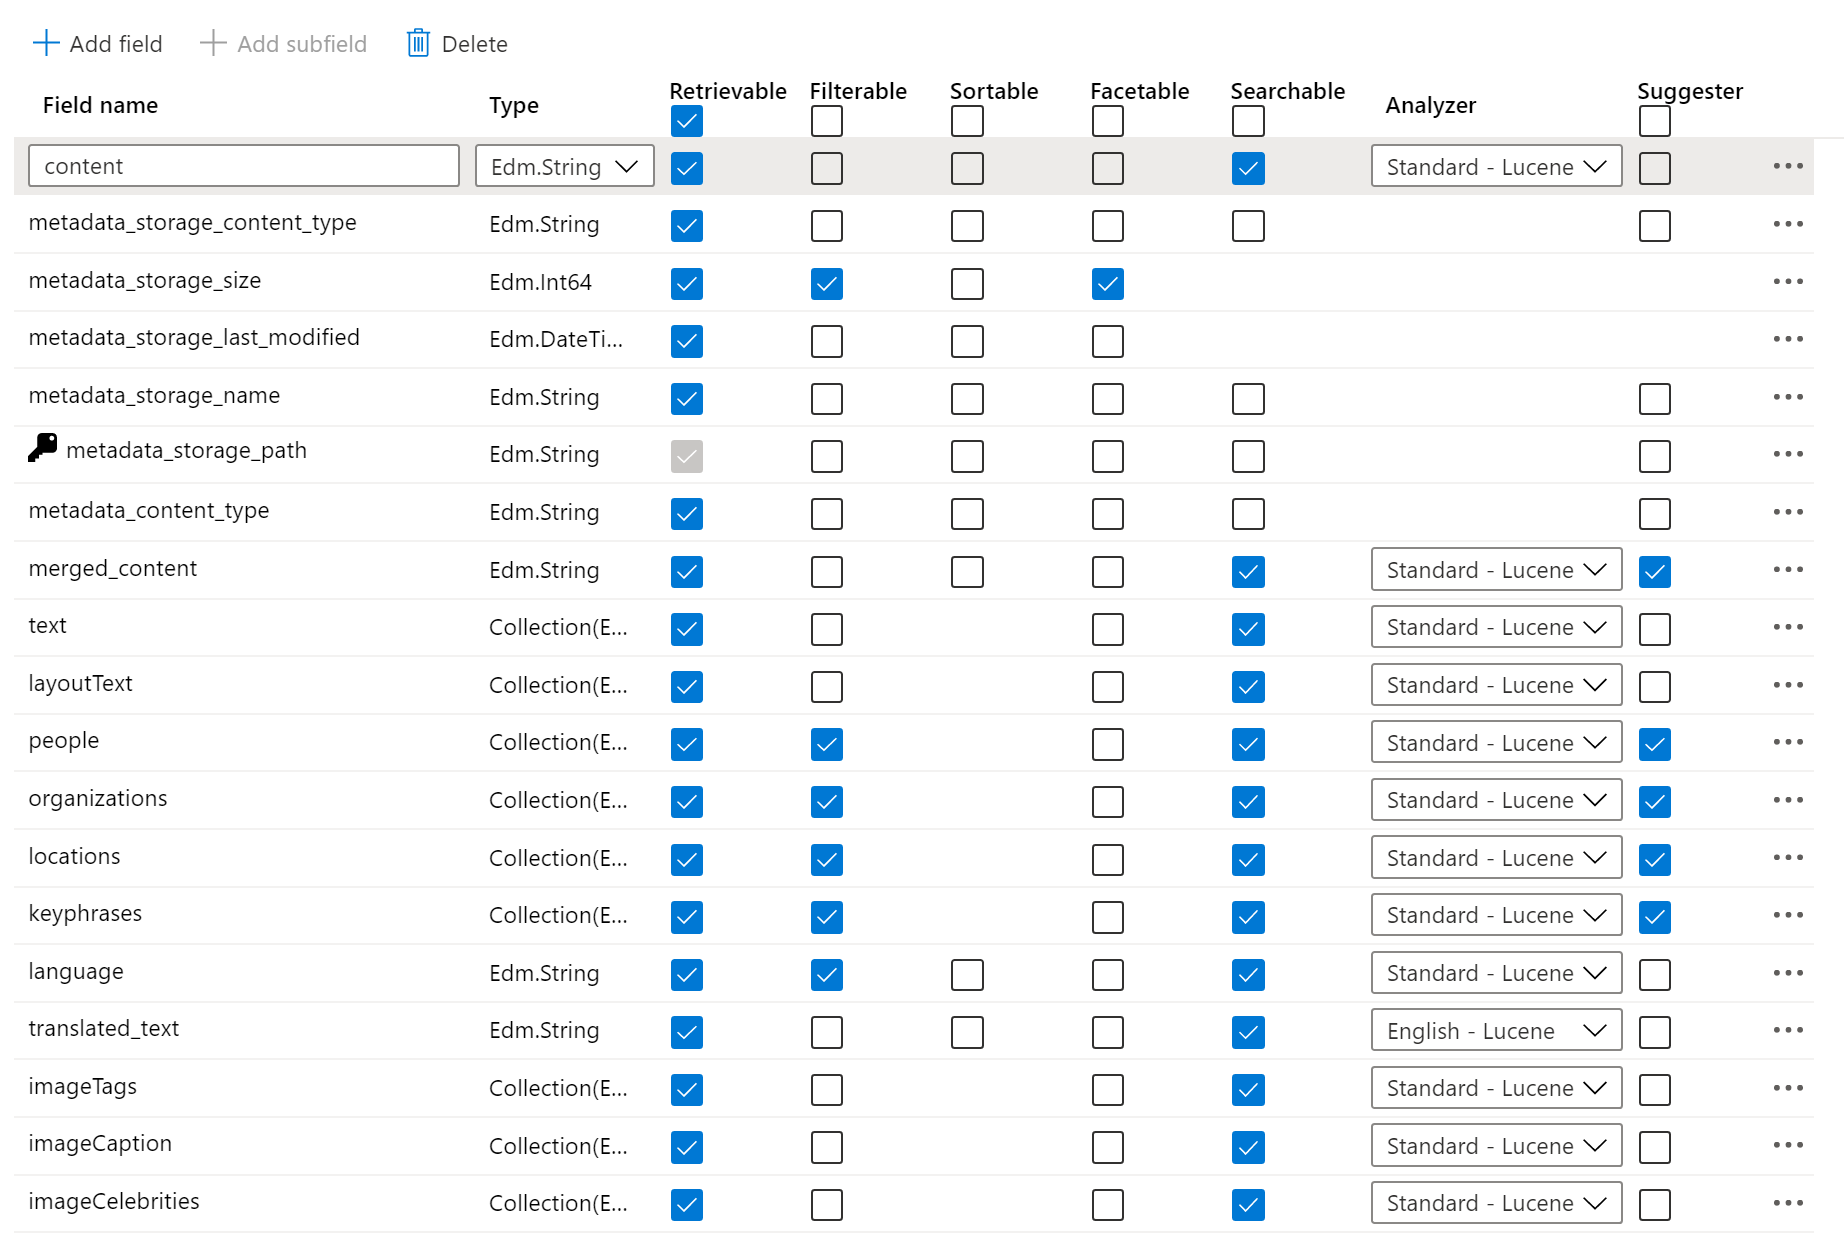 Add field Add subfield Delete
Field name Type Retrievable Filterable Sortable Facetable Searchable Analyzer Suggester
content Edm.String Standard - Lucene
metadata_storage_content_type Edm.String
metadata_storage_size Edm.Int64
metadata_storage_last_modified Edm.DateTi...
metadata_storage_name Edm.String
metadata_storage_path Edm.String
metadata_content_type Edm.String
merged_content Edm.String Standard - Lucene
text Collection(E... Standard - Lucene
layoutText Collection(E... Standard - Lucene
people Collection(E... Standard - Lucene
organizations Collection(E... Standard - Lucene
locations Collection(E... Standard - Lucene
keyphrases Collection(E... Standard - Lucene
language Edm.String Standard - Lucene
translated_text Edm.String English - Lucene
imageTags Collection(E... Standard - Lucene
imageCaption Collection(E... Standard - Lucene
imageCelebrities Collection(E... Standard - Lucene